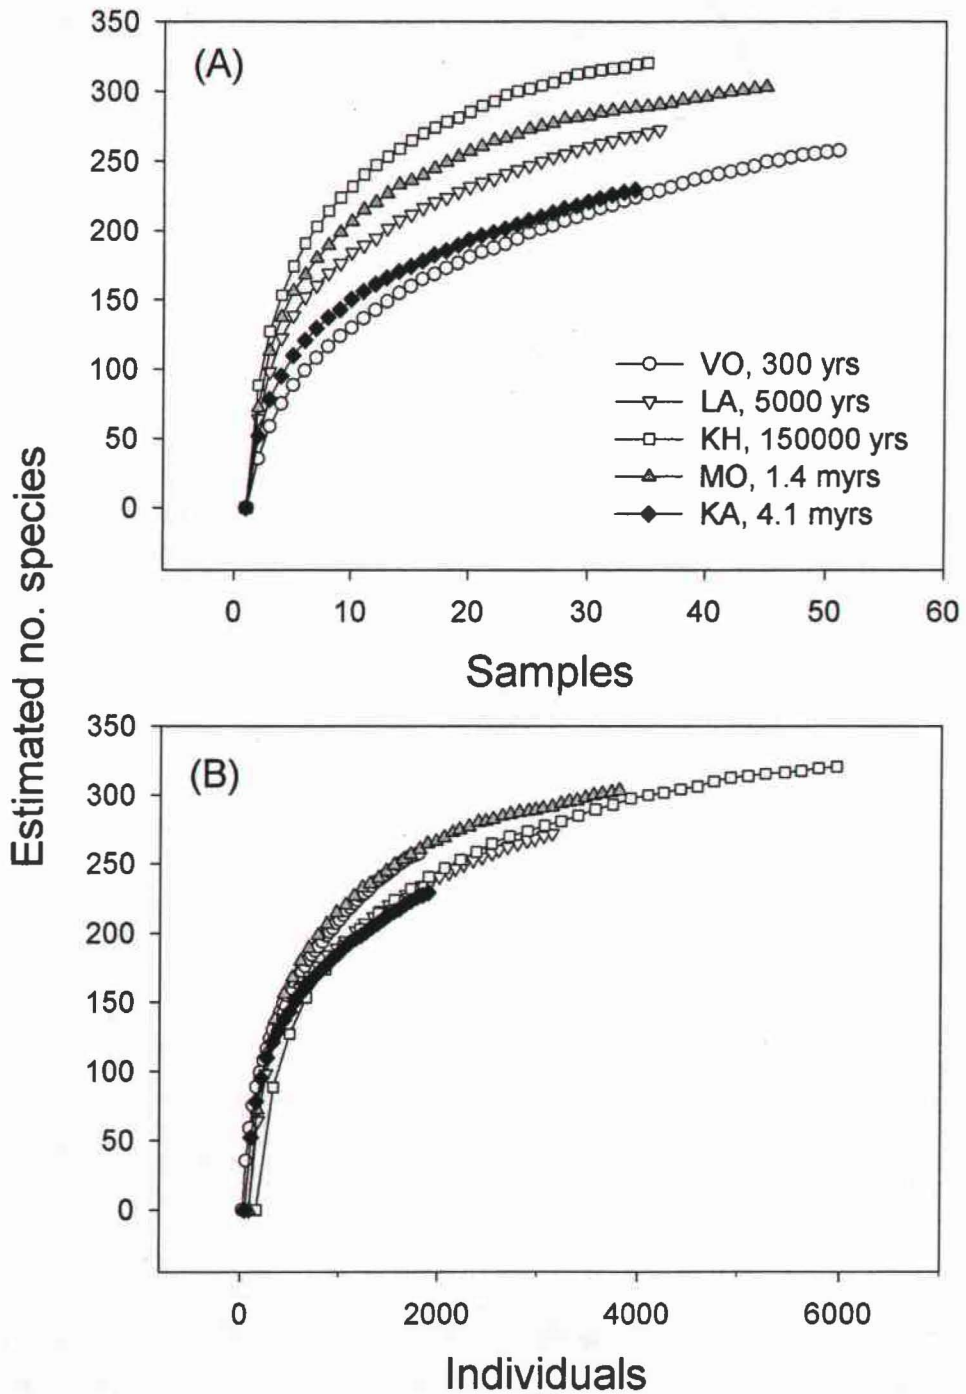 Estimated no. species
(A)
350
300
250
200
150
100
50
0
VO, 300 yrs
LA, 5000 yrs
KH, 150000 yrs
MO, 1.4 myrs
KA, 4.1 myrs
0 10 20 30 40 50 60
Samples
(B)
350
300
250
200
150
100
50
0
0 2000 4000 6000
Individuals